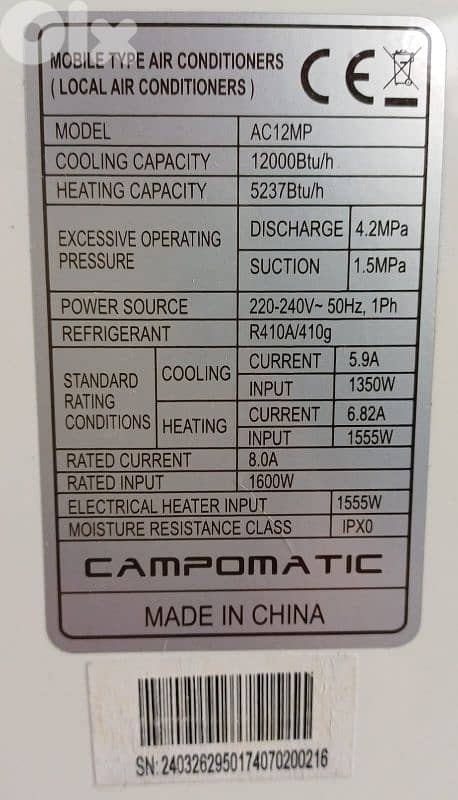 OLX
MOBILE TYPE AIR CONDITIONERS
( LOCAL AIR CONDITIONERS )
CE
MODEL AC12MP
COOLING CAPACITY 12000Btu/h
HEATING CAPACITY 5237Btu/h
EXCESSIVE OPERATING PRESSURE DISCHARGE 4.2MPa
SUCTION 1.5MPa
POWER SOURCE 220-240V~ 50Hz, 1Ph
REFRIGERANT R410A/410g
STANDARD RATING CONDITIONS COOLING CURRENT 5.9A
INPUT 1350W
HEATING CURRENT 6.82A
INPUT 1555W
RATED CURRENT 8.0A
RATED INPUT 1600W
ELECTRICAL HEATER INPUT 1555W
MOISTURE RESISTANCE CLASS IPX0
CAMPOMATIC
MADE IN CHINA
SN: 2403262950174070200216